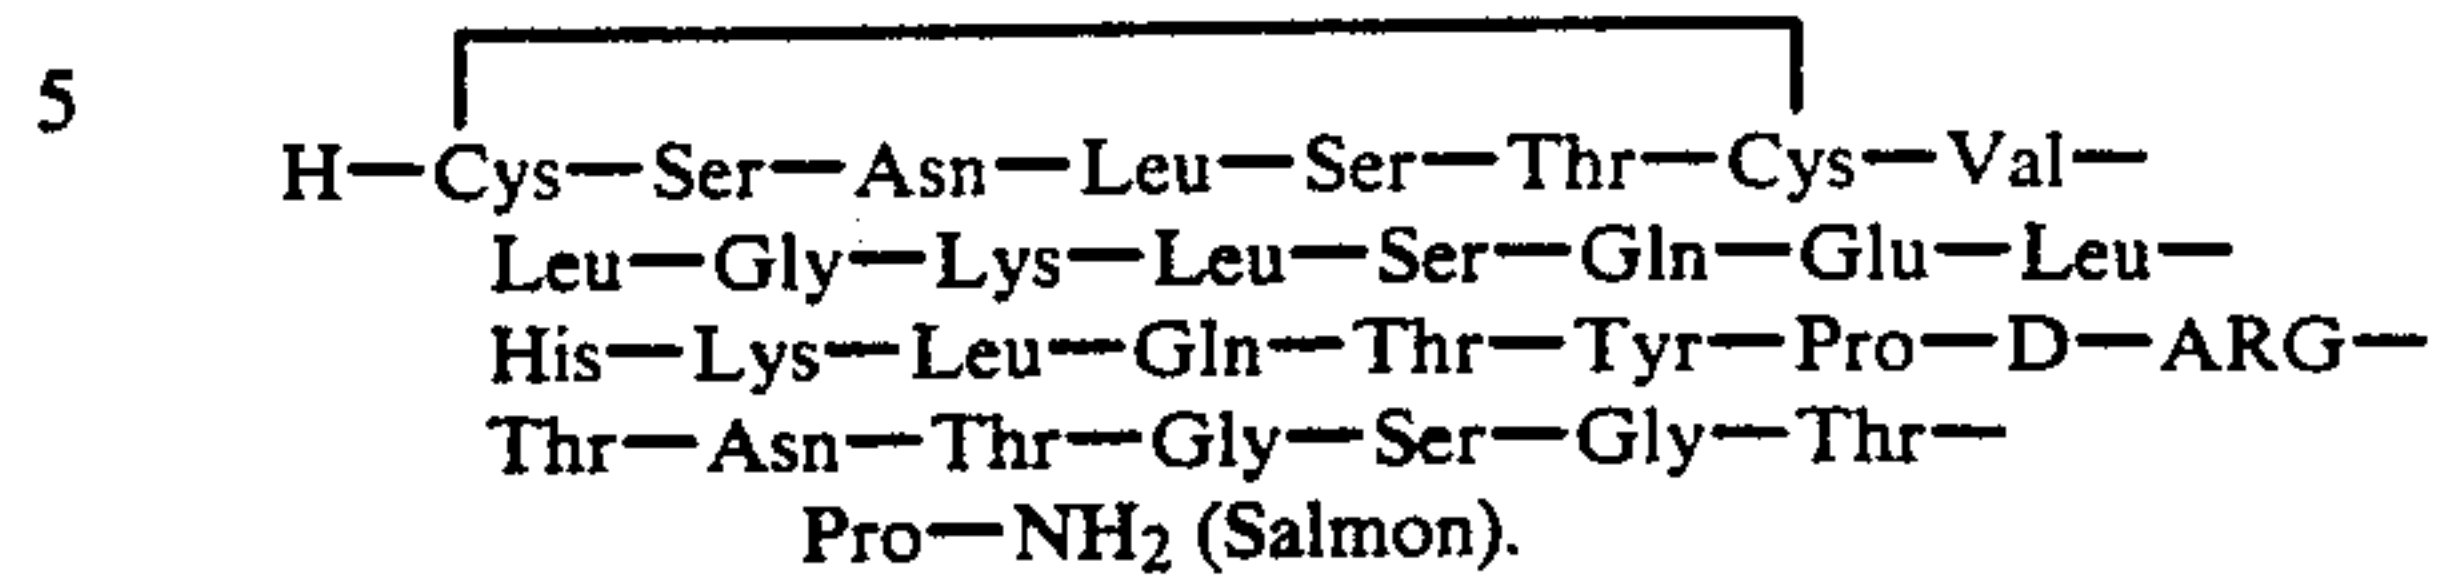 5
H—Cys—Ser—Asn—Leu—Ser—Thr—Cys—Val—
Leu—Gly—Lys—Leu—Ser—Gln—Glu—Leu—
His—Lys—Leu—Gln—Thr—Tyr—Pro—D—ARG—
Thr—Asn—Thr—Gly—Ser—Gly—Thr—
Pro—NH₂ (Salmon).